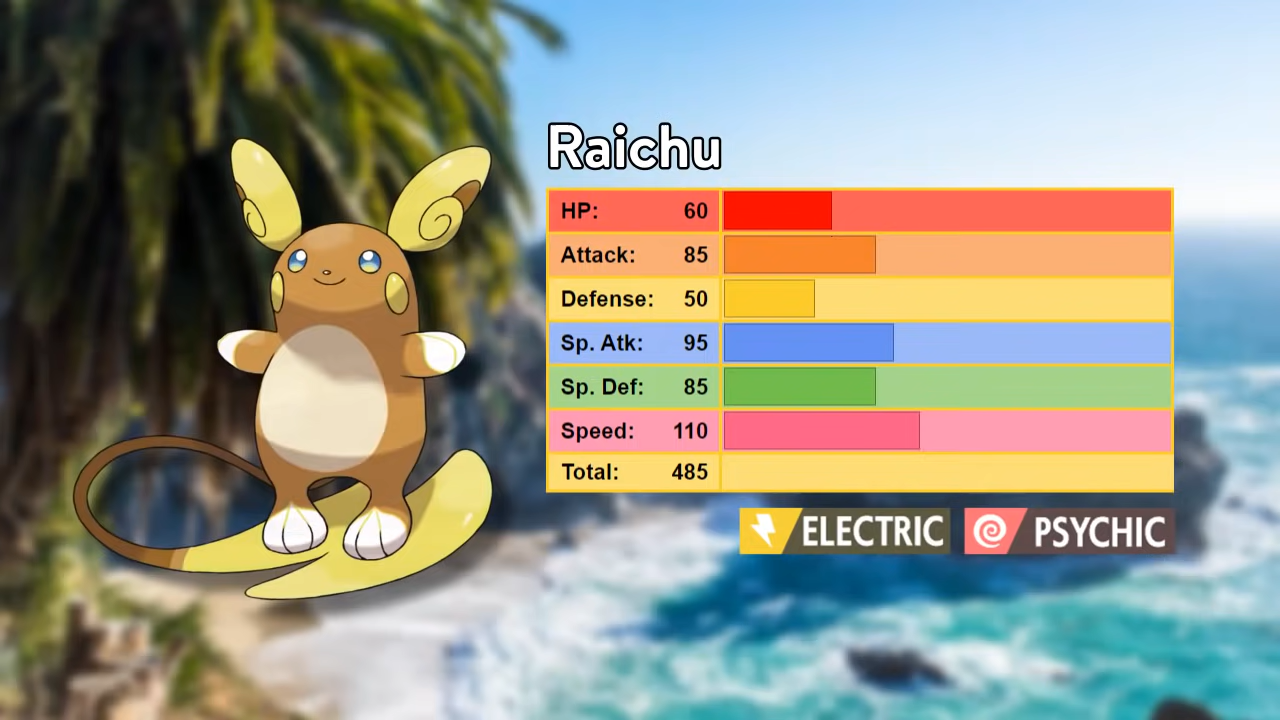 Raichu
HP: 60
Attack: 85
Defense: 50
Sp. Atk: 95
Sp. Def: 85
Speed: 110
Total: 485
ELECTRIC PSYCHIC